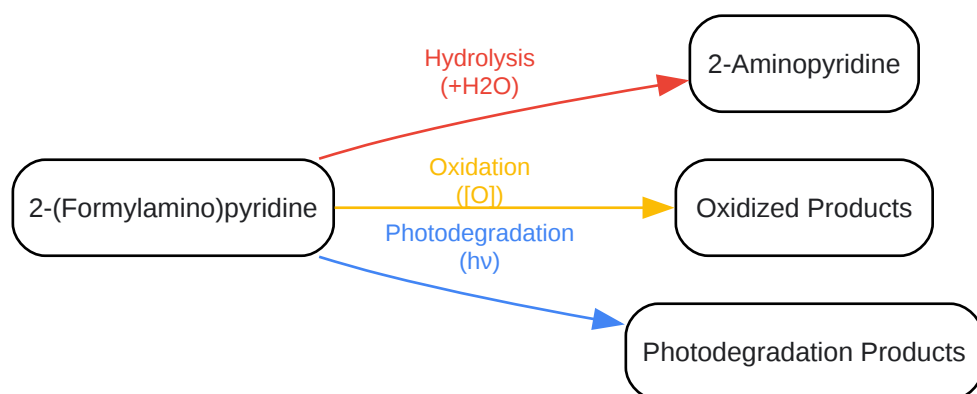 Hydrolysis
(+H2O)
2-Aminopyridine
2-(Formylamino)pyridine
Oxidation
([O])
Oxidized Products
Photodegradation
(hν)
Photodegradation Products